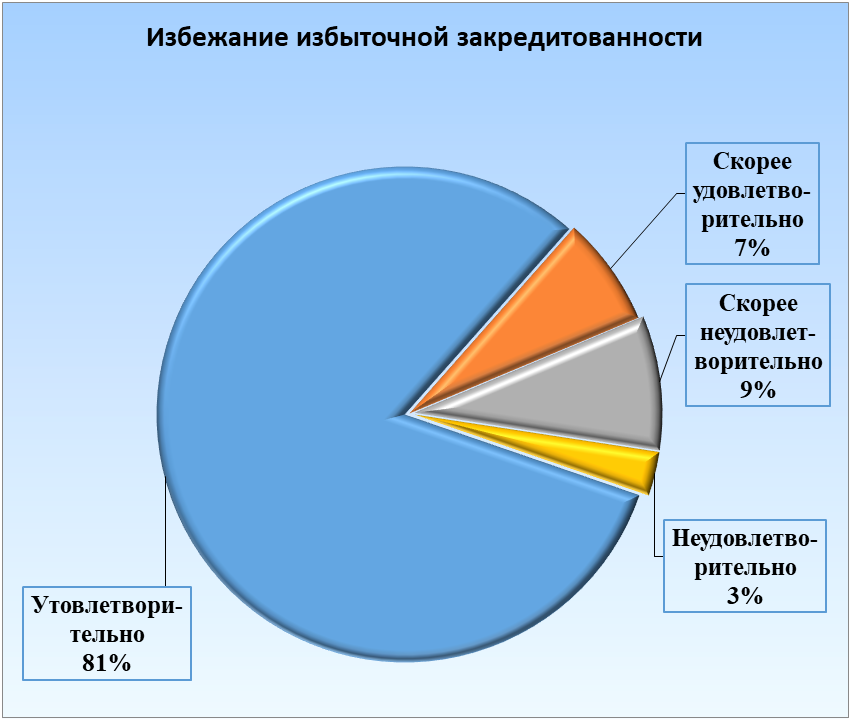 Избежание избыточной закредитованности
Скорее
удовлетво-
рительно
7%
Скорее
неудовлет-
ворительно
9%
Неудовлетво-
рительно
3%
Утовлетвори-
тельно
81%